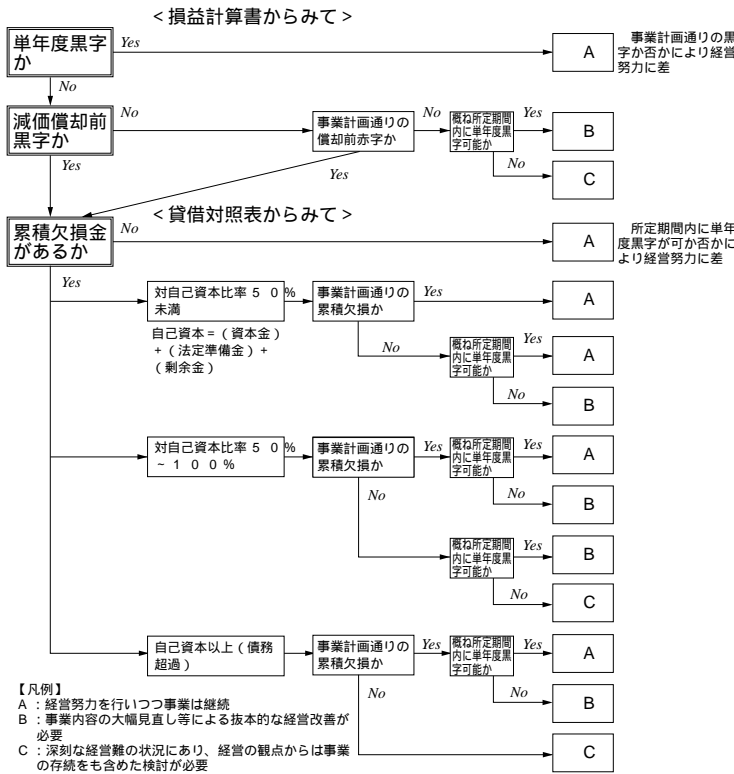 ＜損益計算書からみて＞
単年度黒字
か
Yes
A
事業計画通りの黒
字か否かにより経営
努力に差
No
減価償却前
黒字か
No
事業計画通りの
償却前赤字か
No
概ね所定期間
内に単年度黒
字可能か
Yes
B
No
C
Yes
Yes
＜貸借対照表からみて＞
累積欠損金
があるか
No
A
所定期間内に単年
度黒字が可か否かに
より経営努力に差
Yes
対自己資本比率５０％
未満
自己資本＝（資本金）
＋（法定準備金）＋
（剰余金）
事業計画通りの
累積欠損か
Yes
A
No
概ね所定期間
内に単年度黒
字可能か
Yes
A
No
B
対自己資本比率５０％
～１００％
事業計画通りの
累積欠損か
Yes
概ね所定期間
内に単年度黒
字可能か
Yes
A
No
B
No
概ね所定期間
内に単年度黒
字可能か
Yes
B
No
C
自己資本以上（債務
超過）
事業計画通りの
累積欠損か
Yes
概ね所定期間
内に単年度黒
字可能か
Yes
A
No
B
No
C
【凡例】
A ：経営努力を行いつつ事業は継続
B ：事業内容の大幅見直し等による抜本的な経営改善が
必要
C ：深刻な経営難の状況にあり、経営の観点からは事業
の存続をも含めた検討が必要